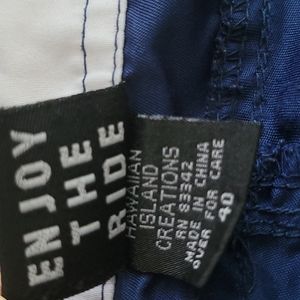 ENJOY
THE
RIDE
HAWAIIAN
ISLAND
CREATIONS
RN 83342
MADE IN CHINA
OVER FOR CARE
40